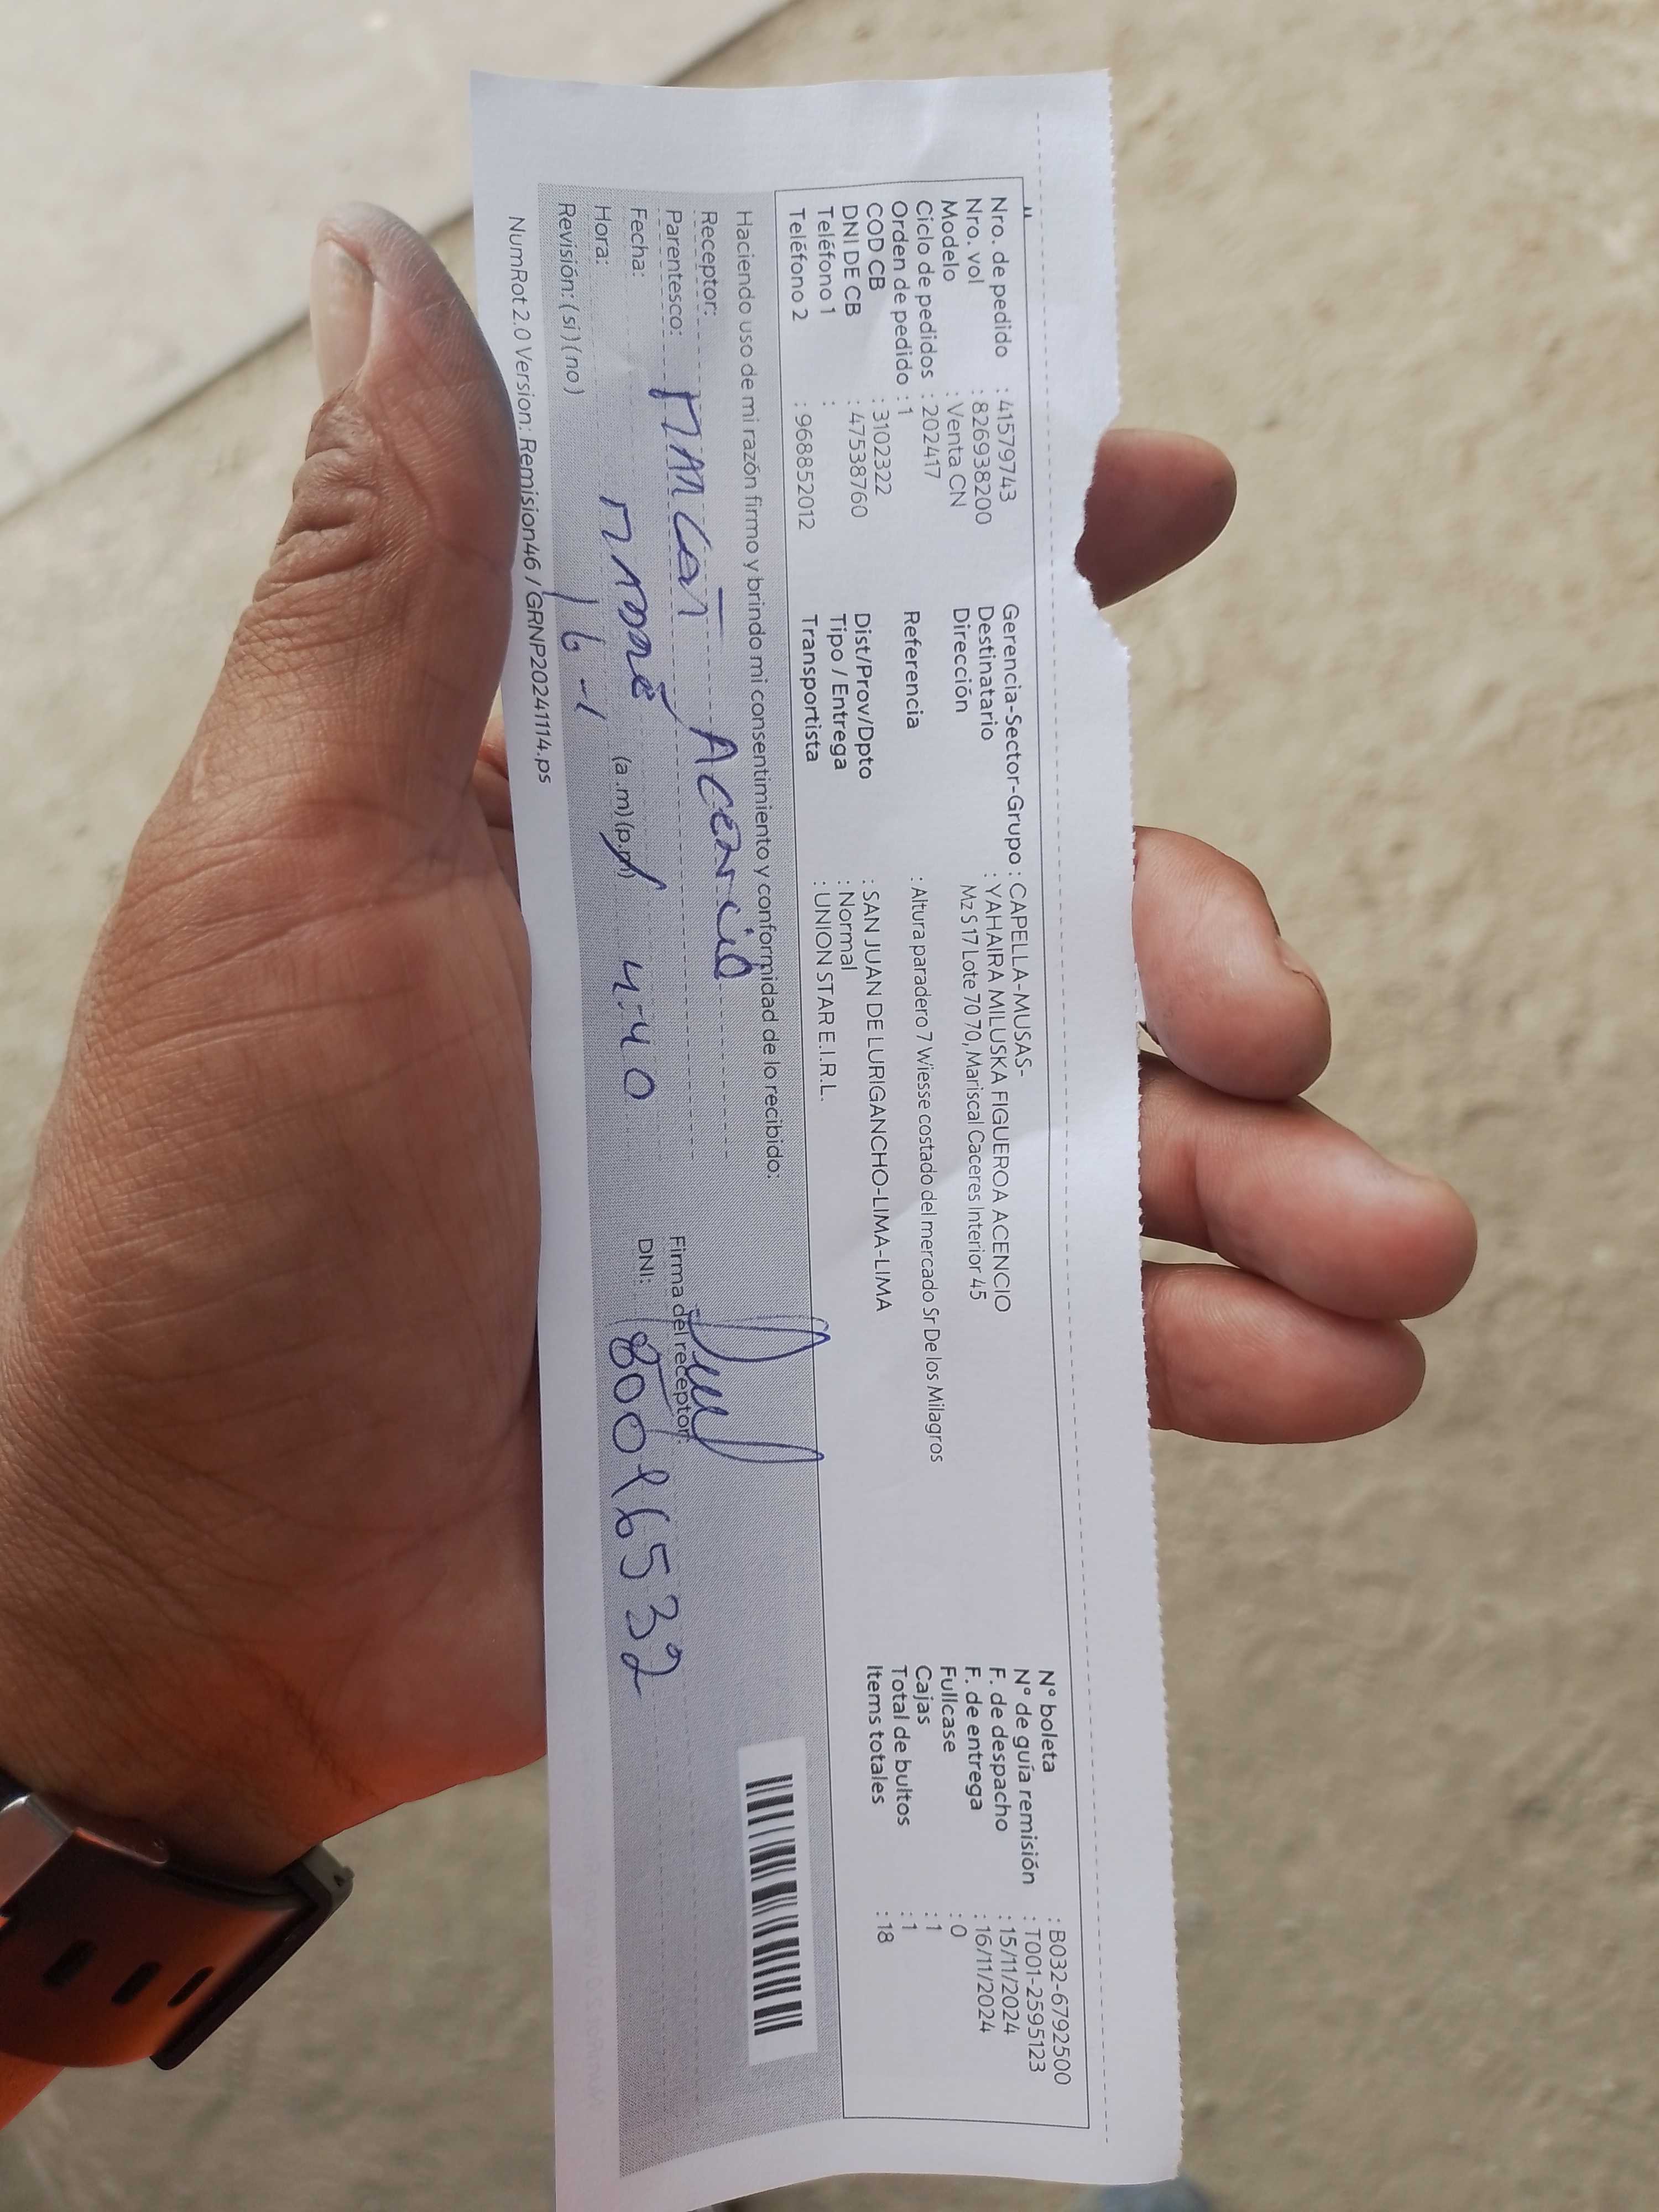 Nro. de pedido : 41579743
Nro. vol : 826938200
Modelo : Venta CN
Ciclo de pedidos : 202417
Orden de pedido : 1
COD CB : 3102322
DNI DE CB : 47538760
Teléfono 1 :
Teléfono 2 : 968852012
Gerencia-Sector-Grupo : CAPELLA-MUSAS-
Destinatario : YAHAIRA MILUSKA FIGUEROA ACENCIO
Dirección Mz S 17 Lote 70 70, Mariscal Caceres Interior 45
Referencia : Altura paradero 7 Wiesse costado del mercado Sr De los Milagros
Dist/Prov/Dpto : SAN JUAN DE LURIGANCHO-LIMA-LIMA
Tipo / Entrega : Normal
Transportista : UNION STAR E.I.R.L.
N° boleta : B032-6792500
N° de guía remisión : T001-2595123
F. de despacho : 15/11/2024
F. de entrega : 16/11/2024
Fullcase : 0
Cajas : 1
Total de bultos : 1
Items totales : 18
Haciendo uso de mi razón firmo y brindo mi consentimiento y conformidad de lo recibido:
Receptor: Acencio
Parentesco:
Fecha:
Hora: (a.m) (p.m) 4:40
Revisión: (si) (no)
Firma del receptor:
DNI: 80096532
NumRot2.0 Version: Remision46 / GRNP20241114.ps